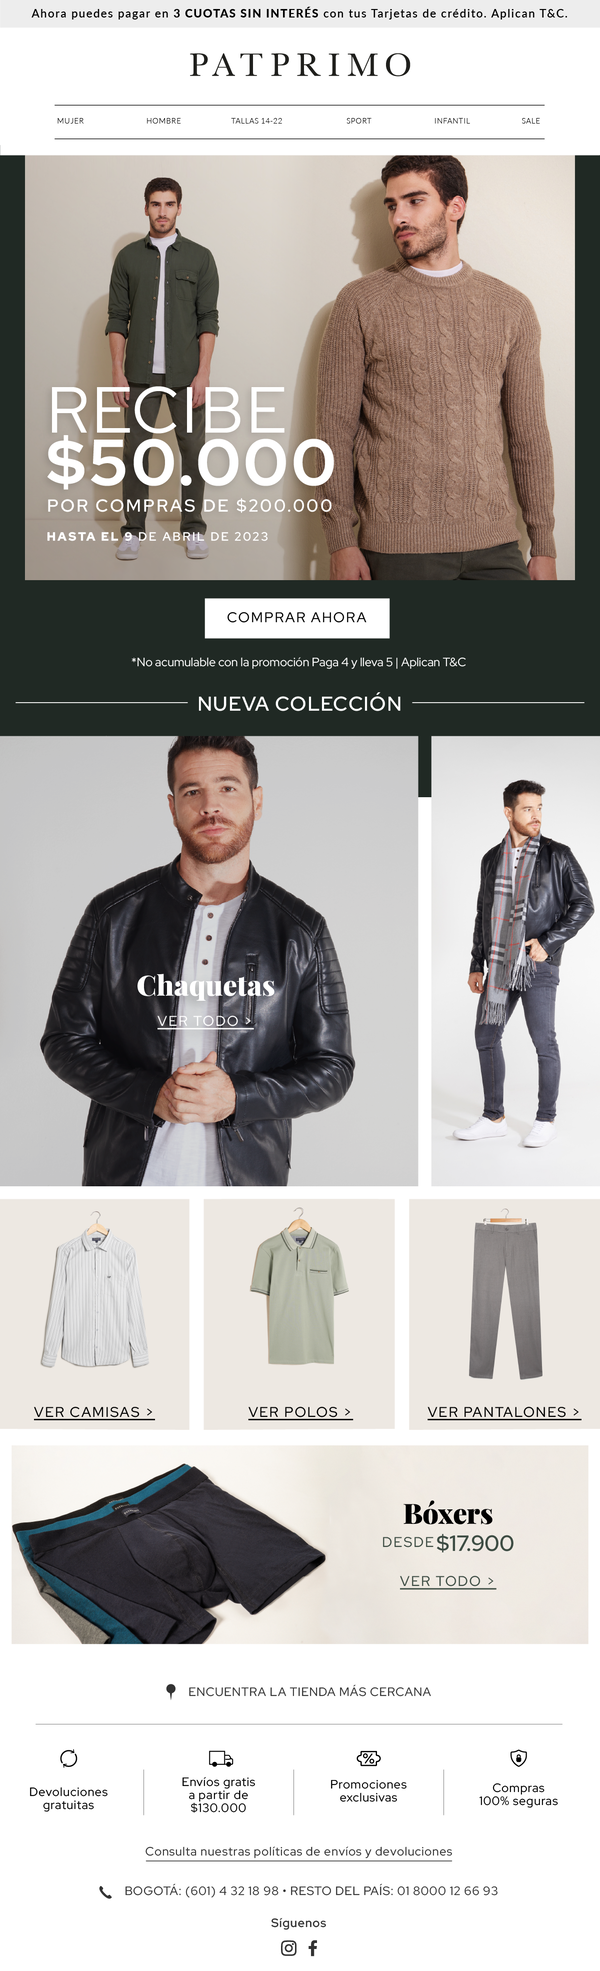 Ahora puedes pagar en 3 CUOTAS SIN INTERÉS con tus Tarjetas de crédito. Aplican T&C.
PATPRIMO
MUJER HOMBRE TALLAS 14-22 SPORT INFANTIL SALE
RECIBE
$50.000
POR COMPRAS DE $200.000
HASTA EL 9 DE ABRIL DE 2023
COMPRAR AHORA
*No acumulable con la promoción Paga 4 y lleva 5 | Aplican T&C
NUEVA COLECCIÓN
Chaquetas
VER TODO >
VER CAMISAS > VER POLOS > VER PANTALONES >
Bóxers
DESDE $17.900
VER TODO >
ENCUENTRA LA TIENDA MÁS CERCANA
Devoluciones
gratuitas
Envíos gratis
a partir de
$130.000
Promociones
exclusivas
Compras
100% seguras
Consulta nuestras políticas de envíos y devoluciones
BOGOTÁ: (601) 4 32 18 98 • RESTO DEL PAÍS: 01 8000 12 66 93
Síguenos